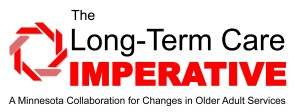 The
Long-Term Care
IMPERATIVE
A Minnesota Collaboration for Changes in Older Adult Services